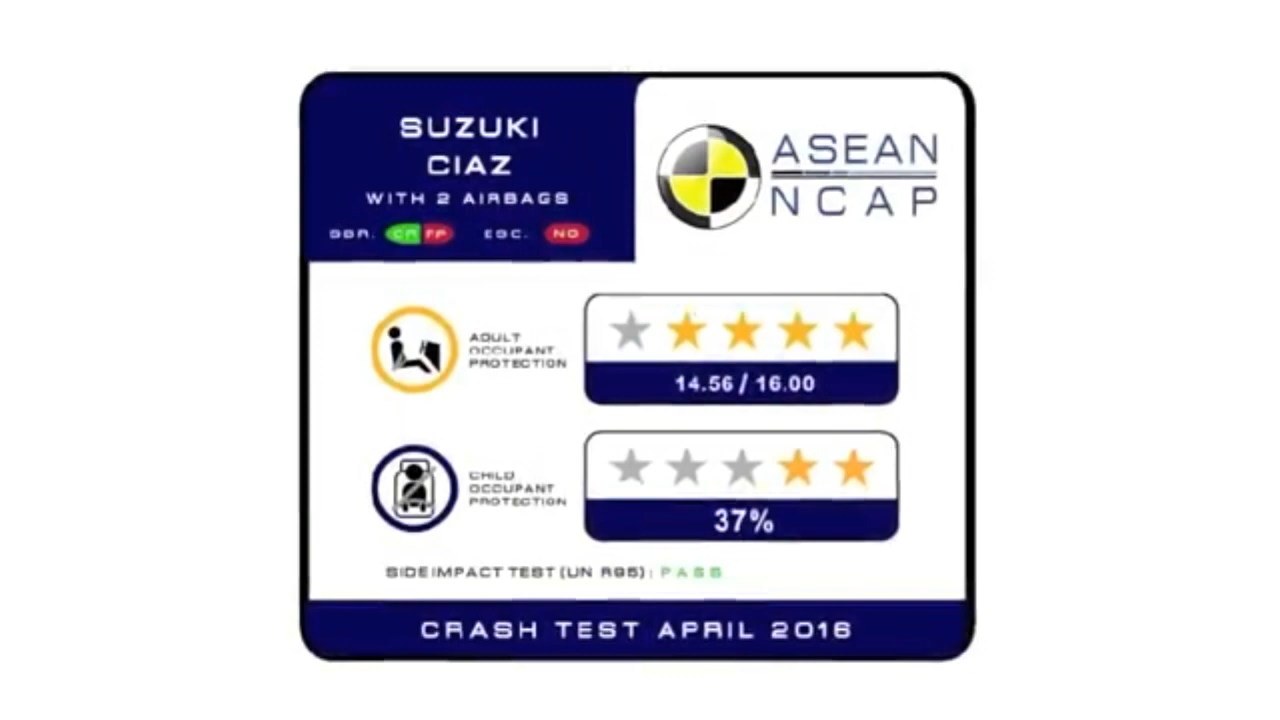 SUZUKI
CIAZ
WITH 2 AIRBAGS
SBR: CR FP ESC: NO
ASEAN
NCAP
ADULT
OCCUPANT
PROTECTION
14.56 / 16.00
CHILD
OCCUPANT
PROTECTION
37%
SIDE IMPACT TEST (UN R95): PASS
CRASH TEST APRIL 2016